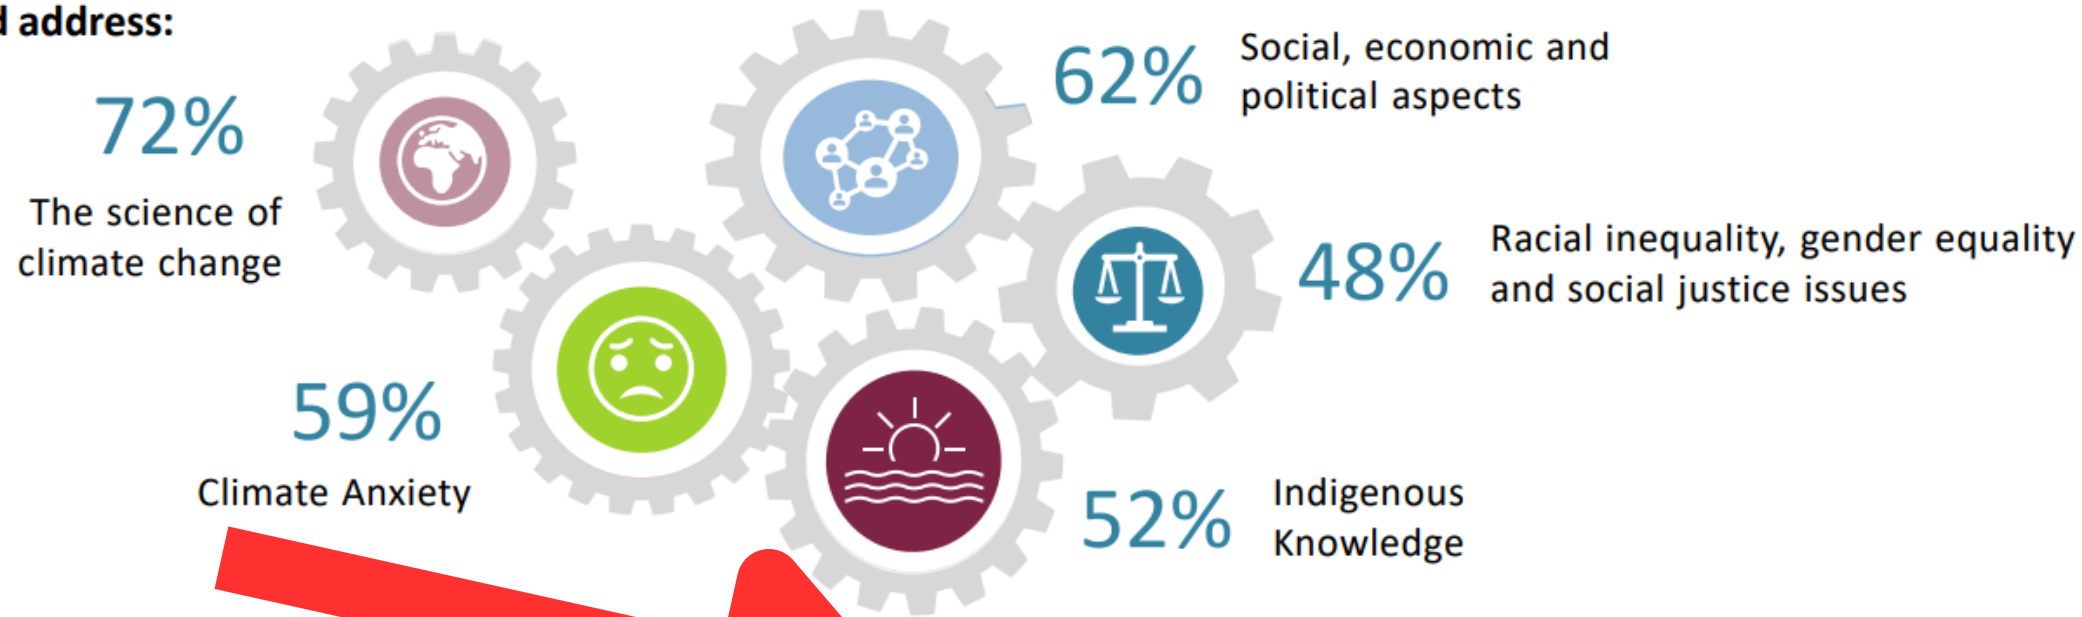 address:
72%
The science of
climate change
62%
Social, economic and
political aspects
48%
Racial inequality, gender equality
and social justice issues
59%
Climate Anxiety
52%
Indigenous
Knowledge